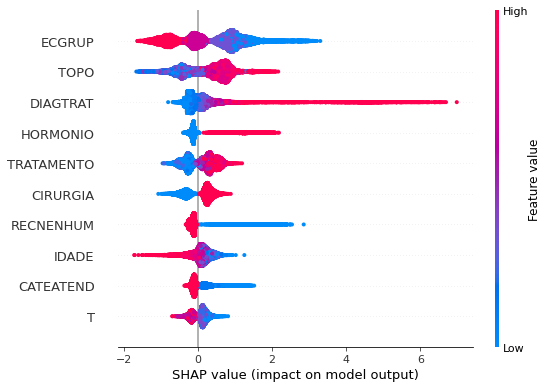 High
ECGRUP
TOPO
DIAGTRAT
HORMONIO
TRATAMENTO
CIRURGIA
RECNENHUM
IDADE
CATEATEND
T
Feature value
Low
−2 0 2 4 6
SHAP value (impact on model output)